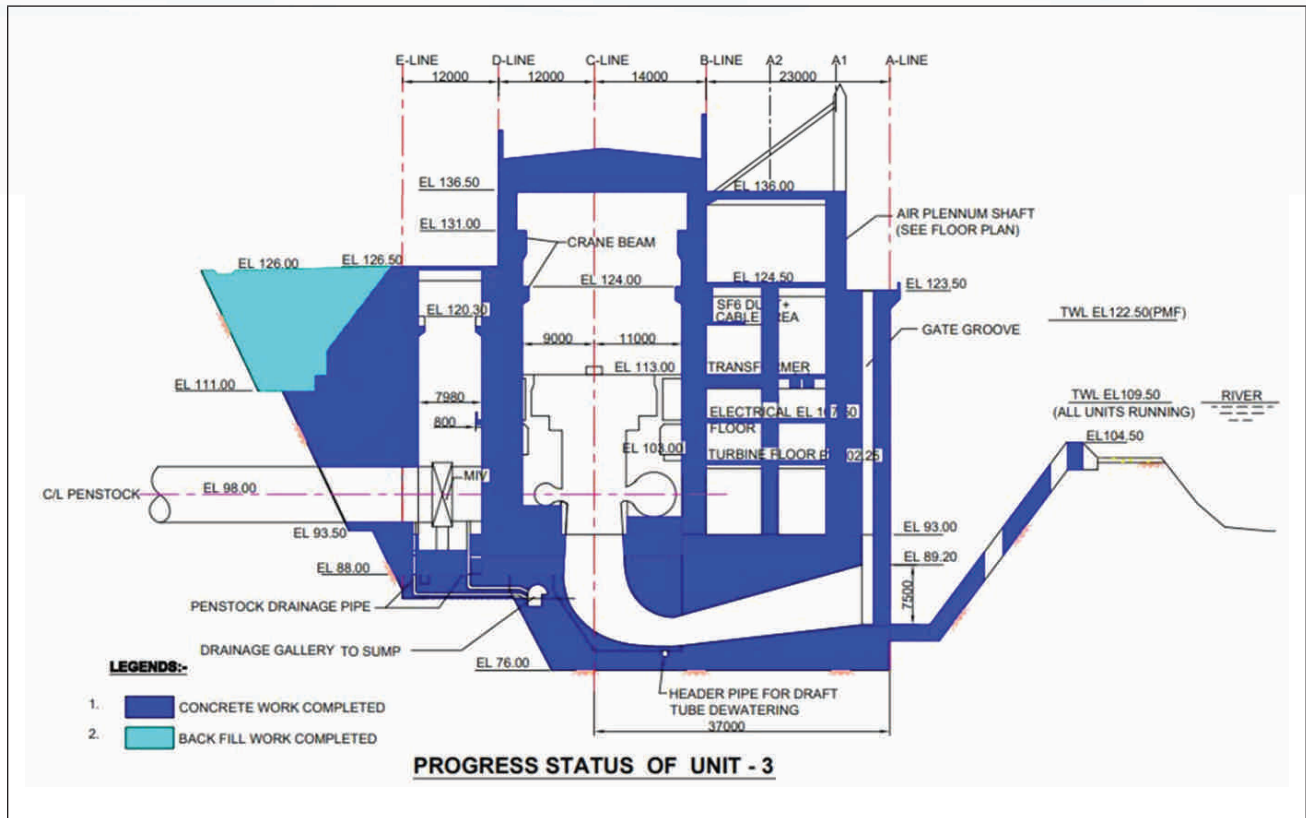 E-LINE D-LINE C-LINE B-LINE A2 A1 A-LINE
12000 12000 14000 23000
EL 136.50
EL 136.00
EL 131.00
AIR PLENNUM SHAFT
(SEE FLOOR PLAN)
CRANE BEAM
EL 126.00 EL 126.50
EL 124.00
EL 124.50
EL 123.50
SF6
CABLE AREA
EL 120.30
TWL EL122.50(PMF)
GATE GROOVE
9000 11000
EL 113.00
TRANSFORMER
EL 111.00
7980
TWL EL109.50
(ALL UNITS RUNNING)
RIVER
800
ELECTRICAL
FLOOR
EL 103.00
TURBINE FLOOR
EL104.50
MIV
C/L PENSTOCK
EL 98.00
EL 93.50
EL 93.00
EL 89.20
EL 88.00
7500
PENSTOCK DRAINAGE PIPE
DRAINAGE GALLERY TO SUMP
EL 76.00
HEADER PIPE FOR DRAFT
TUBE DEWATERING
37000
LEGENDS:-
1. CONCRETE WORK COMPLETED
2. BACK FILL WORK COMPLETED
PROGRESS STATUS OF UNIT - 3